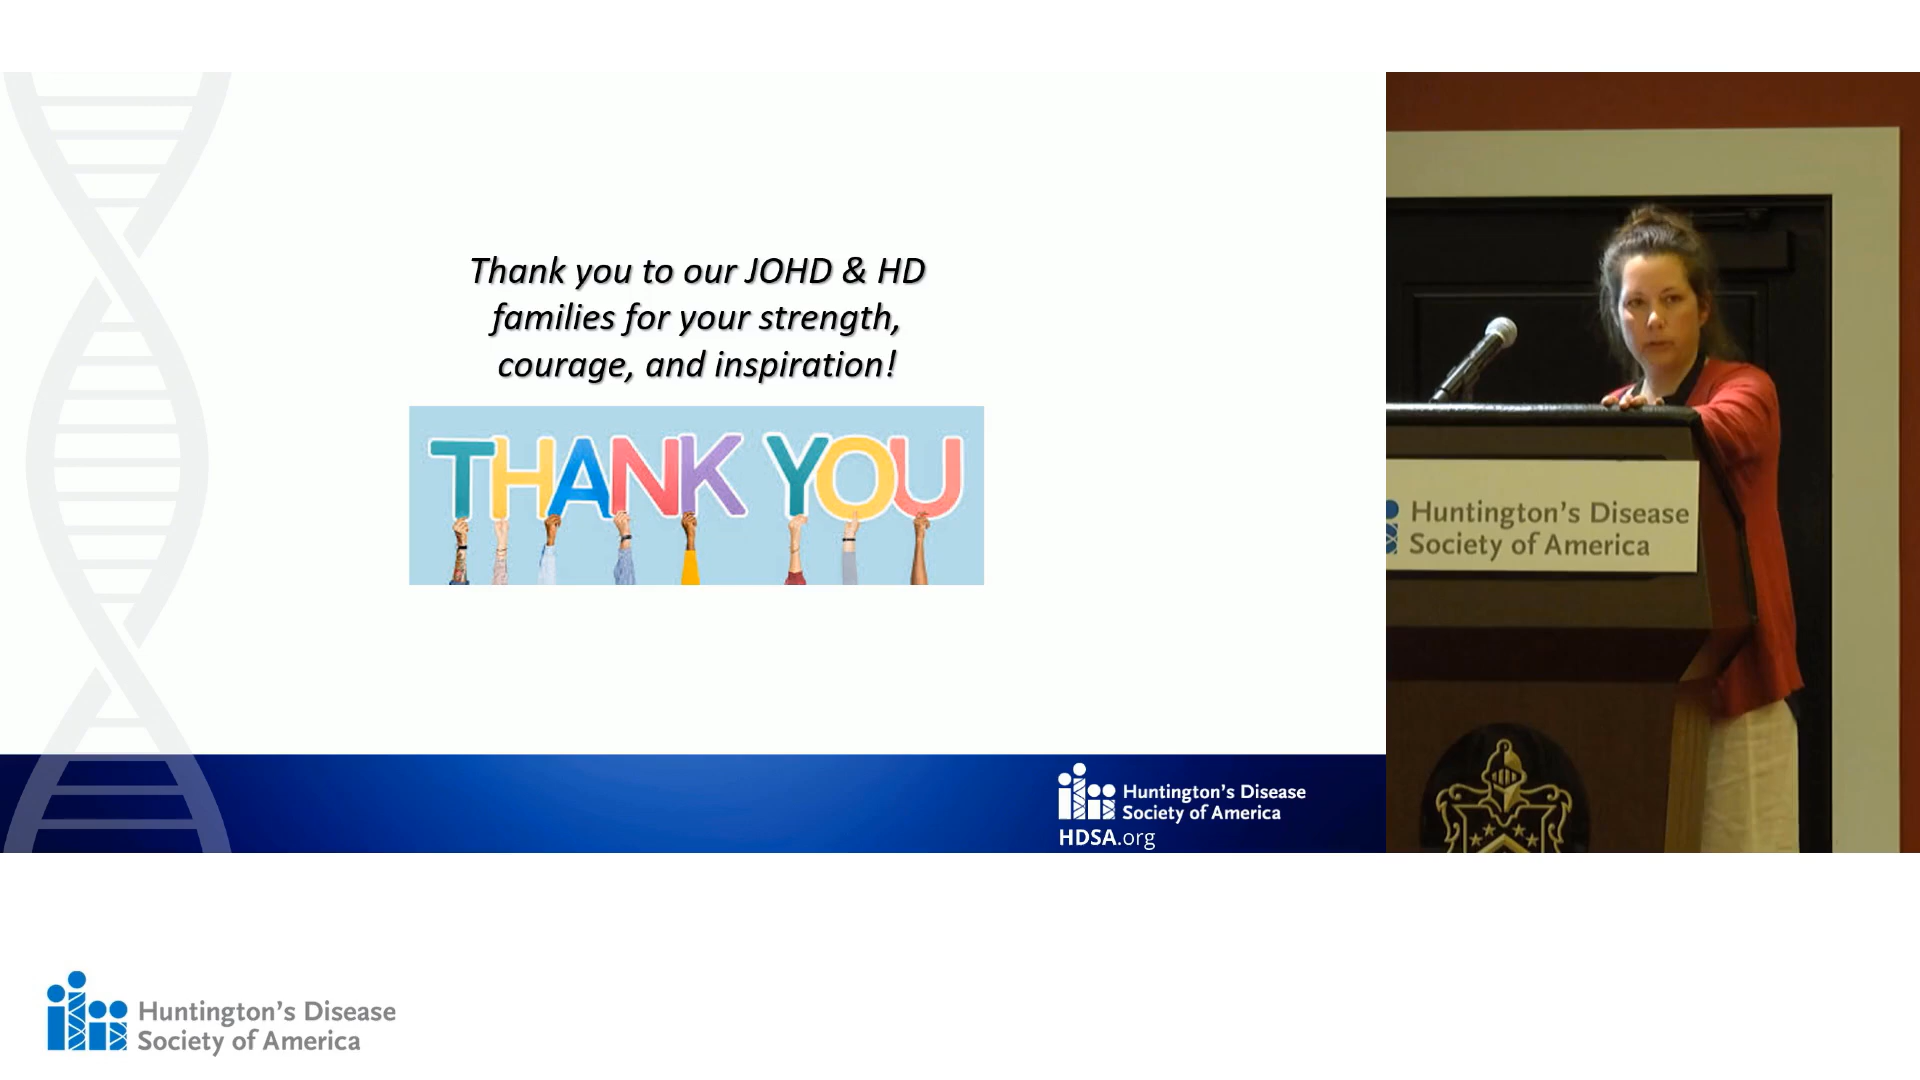 Thank you to our JOHD & HD
families for your strength,
courage, and inspiration!
THANK YOU
Huntington's Disease
Society of America
HDSA.org
Huntington's Disease
Society of America
Huntington's Disease
Society of America